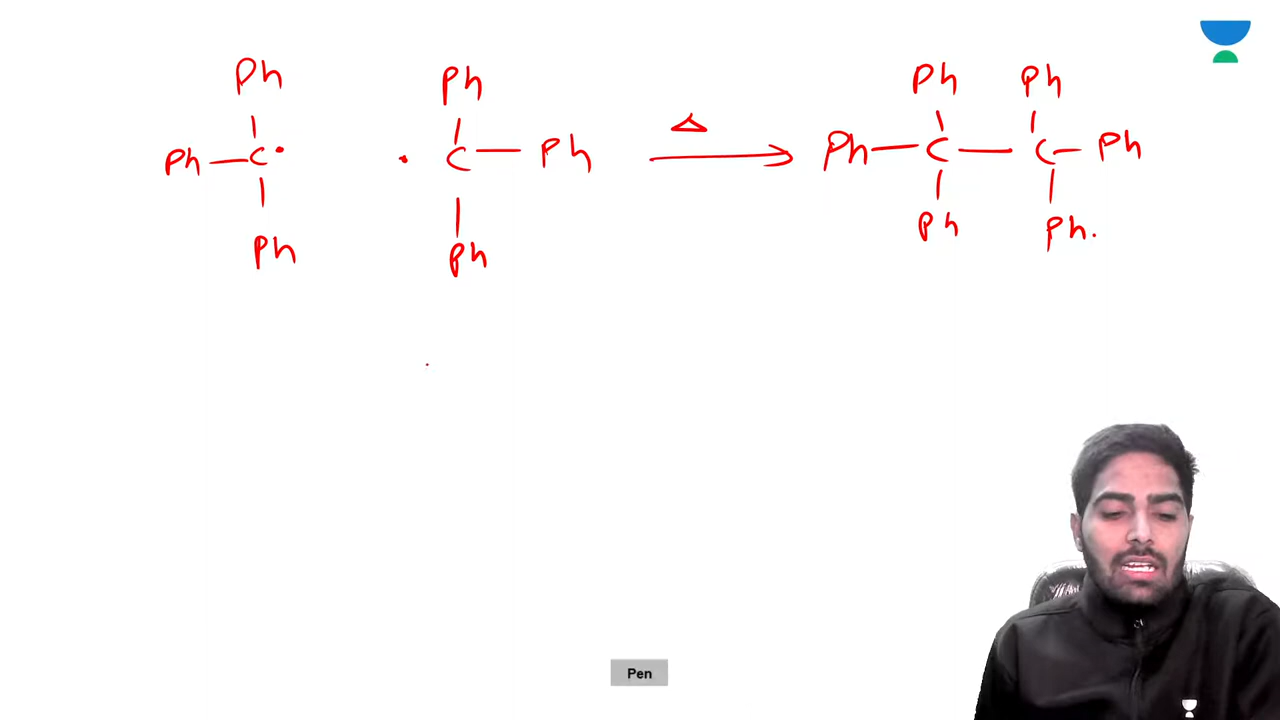 Ph Ph Ph Ph
Ph—C• •C—Ph △ → Ph—C—C—Ph
Ph Ph Ph Ph.
Pen